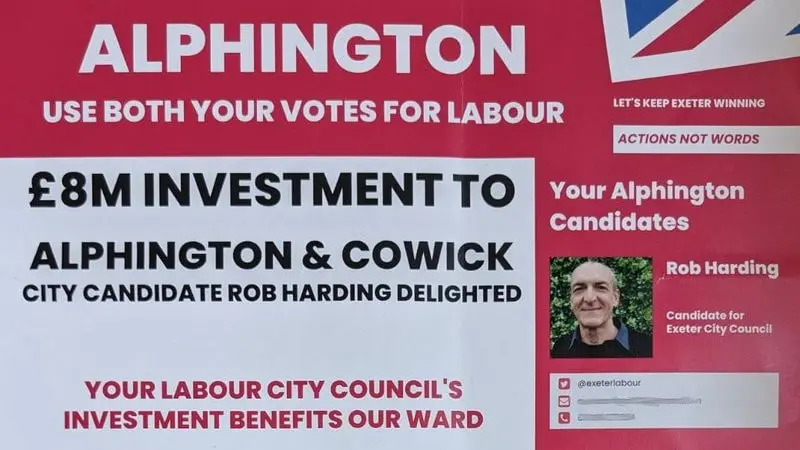 ALPHINGTON
USE BOTH YOUR VOTES FOR LABOUR
LET'S KEEP EXETER WINNING
ACTIONS NOT WORDS
£8M INVESTMENT TO
ALPHINGTON & COWICK
CITY CANDIDATE ROB HARDING DELIGHTED
YOUR LABOUR CITY COUNCIL'S
INVESTMENT BENEFITS OUR WARD
Your Alphington
Candidates
Rob Harding
Candidate for
Exeter City Council
@exeterlabour